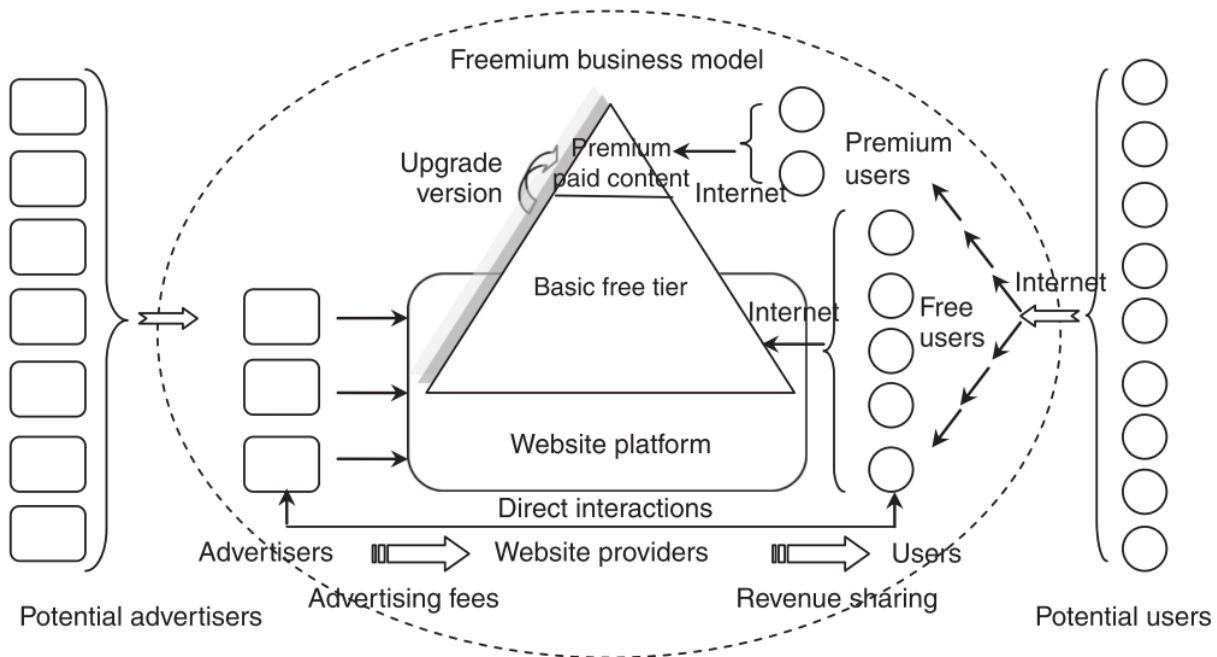 Freemium business model
Upgrade
version
Premium
paid content
Internet
Premium
users
Basic free tier
Internet
Free
users
Internet
Website platform
Direct interactions
Advertisers
Website providers
Users
Advertising fees
Revenue sharing
Potential advertisers
Potential users